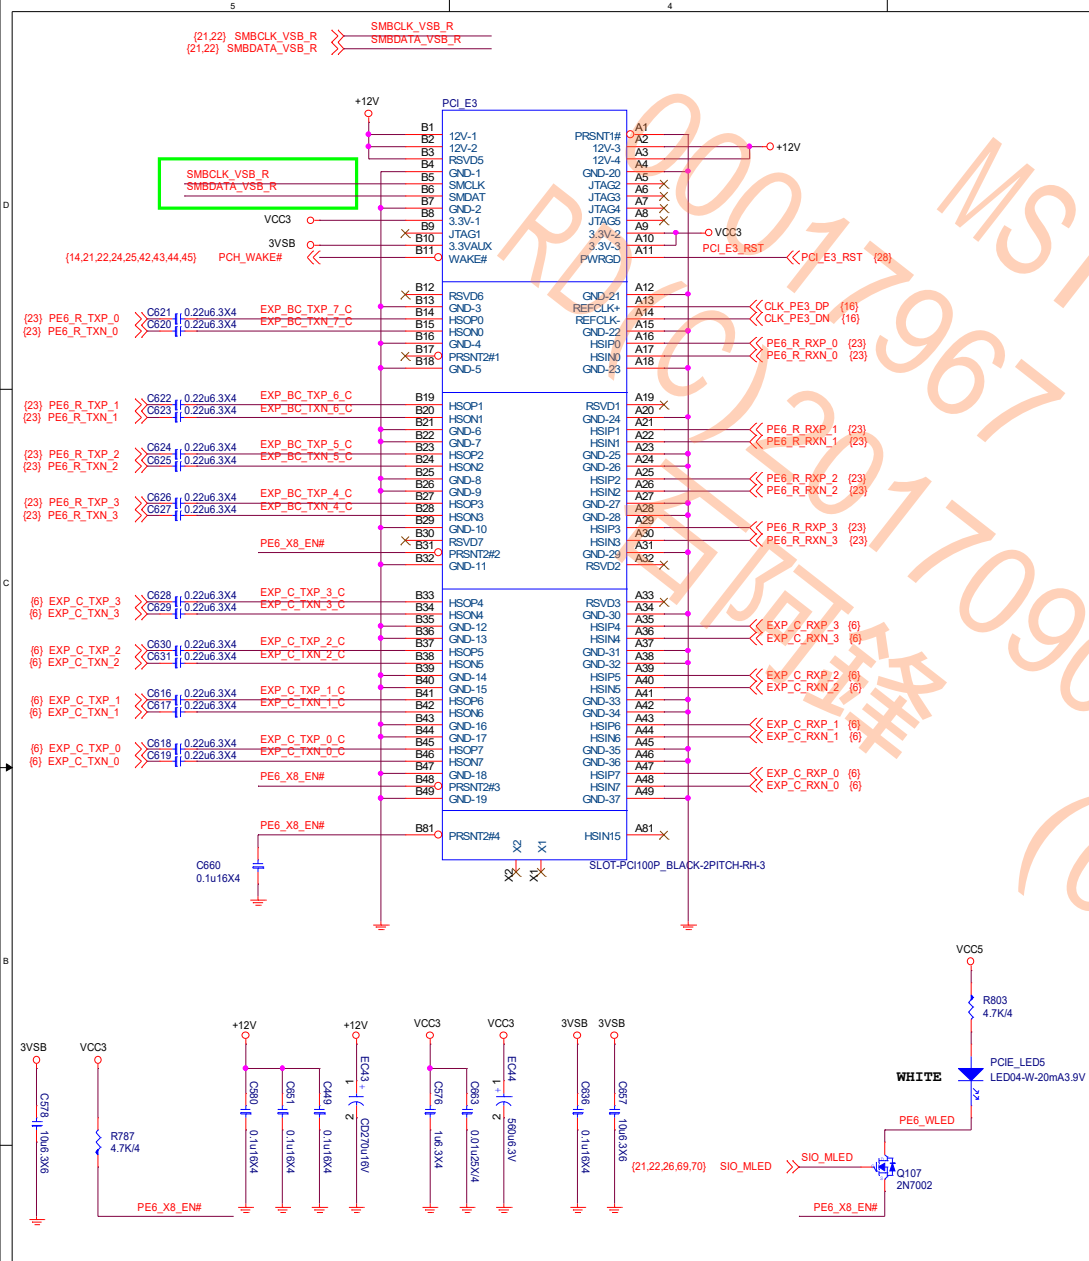 5 4
SMBCLK_VSB_R
{21,22} SMBCLK_VSB_R
SMBDATA_VSB_R
{21,22} SMBDATA_VSB_R
+12V PCI_E3
B1 12V-1 PRSNT1# A1
B2 12V-2 12V-3 A2 +12V
B3 RSVD5 12V-4 A3
B4 GND-1 GND-20 A4
SMBCLK_VSB_R B5 SMCLK JTAG2 A5
SMBDATA_VSB_R B6 SMDAT JTAG3 A6
D B7 GND-2 JTAG4 A7
VCC3 B8 3.3V-1 JTAG5 A8
B9 JTAG1 3.3V-2 A9 VCC3
3VSB B10 3.3VAUX 3.3V-3 A10
{14,21,22,24,25,42,43,44,45} PCH_WAKE# B11 WAKE# PWRGD A11 PCI_E3_RST PCI_E3_RST {28}
B12 RSVD6 GND-21 A12
B13 GND-3 REFCLK+ A13 CLK_PE3_DP {16}
{23} PE6_R_TXP_0 C621 0.22u6.3X4 EXP_BC_TXP_7_C B14 HSOP0 REFCLK- A14 CLK_PE3_DN {16}
{23} PE6_R_TXN_0 C620 0.22u6.3X4 EXP_BC_TXN_7_C B15 HSON0 GND-22 A15
B16 GND-4 HSIP0 A16 PE6_R_RXP_0 {23}
B17 PRSNT2#1 HSIN0 A17 PE6_R_RXN_0 {23}
B18 GND-5 GND-23 A18
{23} PE6_R_TXP_1 C622 0.22u6.3X4 EXP_BC_TXP_6_C B19 HSOP1 RSVD1 A19
{23} PE6_R_TXN_1 C623 0.22u6.3X4 EXP_BC_TXN_6_C B20 HSON1 GND-24 A20
B21 GND-6 HSIP1 A21 PE6_R_RXP_1 {23}
B22 GND-7 HSIN1 A22 PE6_R_RXN_1 {23}
{23} PE6_R_TXP_2 C624 0.22u6.3X4 EXP_BC_TXP_5_C B23 HSOP2 GND-25 A23
{23} PE6_R_TXN_2 C625 0.22u6.3X4 EXP_BC_TXN_5_C B24 HSON2 GND-26 A24
B25 GND-8 HSIP2 A25 PE6_R_RXP_2 {23}
B26 GND-9 HSIN2 A26 PE6_R_RXN_2 {23}
{23} PE6_R_TXP_3 C626 0.22u6.3X4 EXP_BC_TXP_4_C B27 HSOP3 GND-27 A27
{23} PE6_R_TXN_3 C627 0.22u6.3X4 EXP_BC_TXN_4_C B28 HSON3 GND-28 A28
B29 GND-10 HSIP3 A29 PE6_R_RXP_3 {23}
B30 RSVD7 HSIN3 A30 PE6_R_RXN_3 {23}
PE6_X8_EN# B31 PRSNT2#2 GND-29 A31
B32 GND-11 RSVD2 A32
C
{6} EXP_C_TXP_3 C628 0.22u6.3X4 EXP_C_TXP_3_C B33 HSOP4 RSVD3 A33
{6} EXP_C_TXN_3 C629 0.22u6.3X4 EXP_C_TXN_3_C B34 HSON4 GND-30 A34
B35 GND-12 HSIP4 A35 EXP_C_RXP_3 {6}
B36 GND-13 HSIN4 A36 EXP_C_RXN_3 {6}
{6} EXP_C_TXP_2 C630 0.22u6.3X4 EXP_C_TXP_2_C B37 HSOP5 GND-31 A37
{6} EXP_C_TXN_2 C631 0.22u6.3X4 EXP_C_TXN_2_C B38 HSON5 GND-32 A38
B39 GND-14 HSIP5 A39 EXP_C_RXP_2 {6}
B40 GND-15 HSIN5 A40 EXP_C_RXN_2 {6}
{6} EXP_C_TXP_1 C616 0.22u6.3X4 EXP_C_TXP_1_C B41 HSOP6 GND-33 A41
{6} EXP_C_TXN_1 C617 0.22u6.3X4 EXP_C_TXN_1_C B42 HSON6 GND-34 A42
B43 GND-16 HSIP6 A43 EXP_C_RXP_1 {6}
B44 GND-17 HSIN6 A44 EXP_C_RXN_1 {6}
{6} EXP_C_TXP_0 C618 0.22u6.3X4 EXP_C_TXP_0_C B45 HSOP7 GND-35 A45
{6} EXP_C_TXN_0 C619 0.22u6.3X4 EXP_C_TXN_0_C B46 HSON7 GND-36 A46
B47 GND-18 HSIP7 A47 EXP_C_RXP_0 {6}
PE6_X8_EN# B48 PRSNT2#3 HSIN7 A48 EXP_C_RXN_0 {6}
B49 GND-19 GND-37 A49
PE6_X8_EN# B81 PRSNT2#4 HSIN15 A81
X2 X1
C660 X2 X1 SLOT-PCI100P_BLACK-2PITCH-RH-3
0.1u16X4
B
VCC5
R803
4.7K/4
PCIE_LED5
WHITE LED04-W-20mA3.9V
PE6_WLED
{21,22,26,69,70} SIO_MLED SIO_MLED
Q107
2N7002
PE6_X8_EN#
3VSB VCC3 +12V +12V VCC3 VCC3 3VSB 3VSB
C578 10u6.3X6
R787
4.7K/4
PE6_X8_EN#
C580 0.1u16X4
C651 0.1u16X4
C449 0.1u16X4
EC43 1 + 2 CD270u16V
C576 1u6.3X4
C663 0.01u25X/4
EC44 1 + 2 560u6.3V
C636 0.1u16X4
C657 10u6.3X6
MSI
00017967
RD(C)2017090
石阿鋒